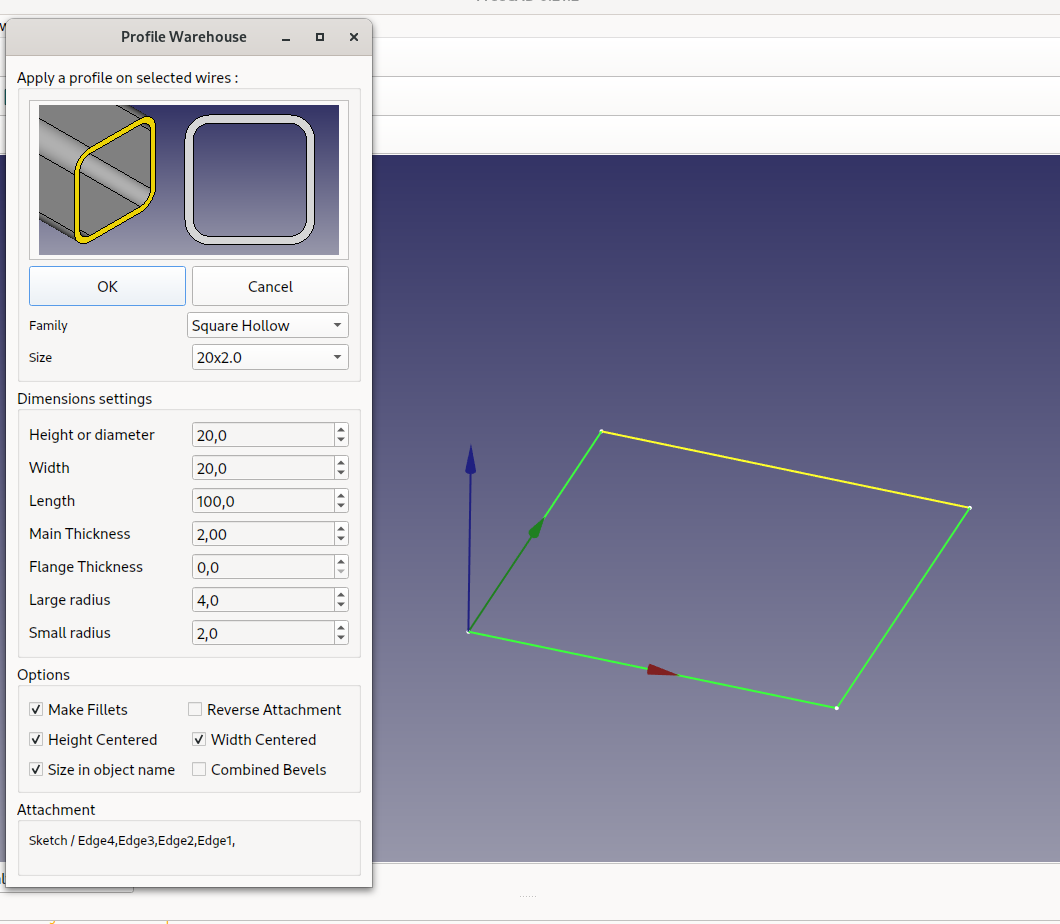 Profile Warehouse
Apply a profile on selected wires :
OK
Cancel
Family
Square Hollow
Size
20x2.0
Dimensions settings
Height or diameter
20,0
Width
20,0
Length
100,0
Main Thickness
2,00
Flange Thickness
0,0
Large radius
4,0
Small radius
2,0
Options
Make Fillets
Reverse Attachment
Height Centered
Width Centered
Size in object name
Combined Bevels
Attachment
Sketch / Edge4,Edge3,Edge2,Edge1,